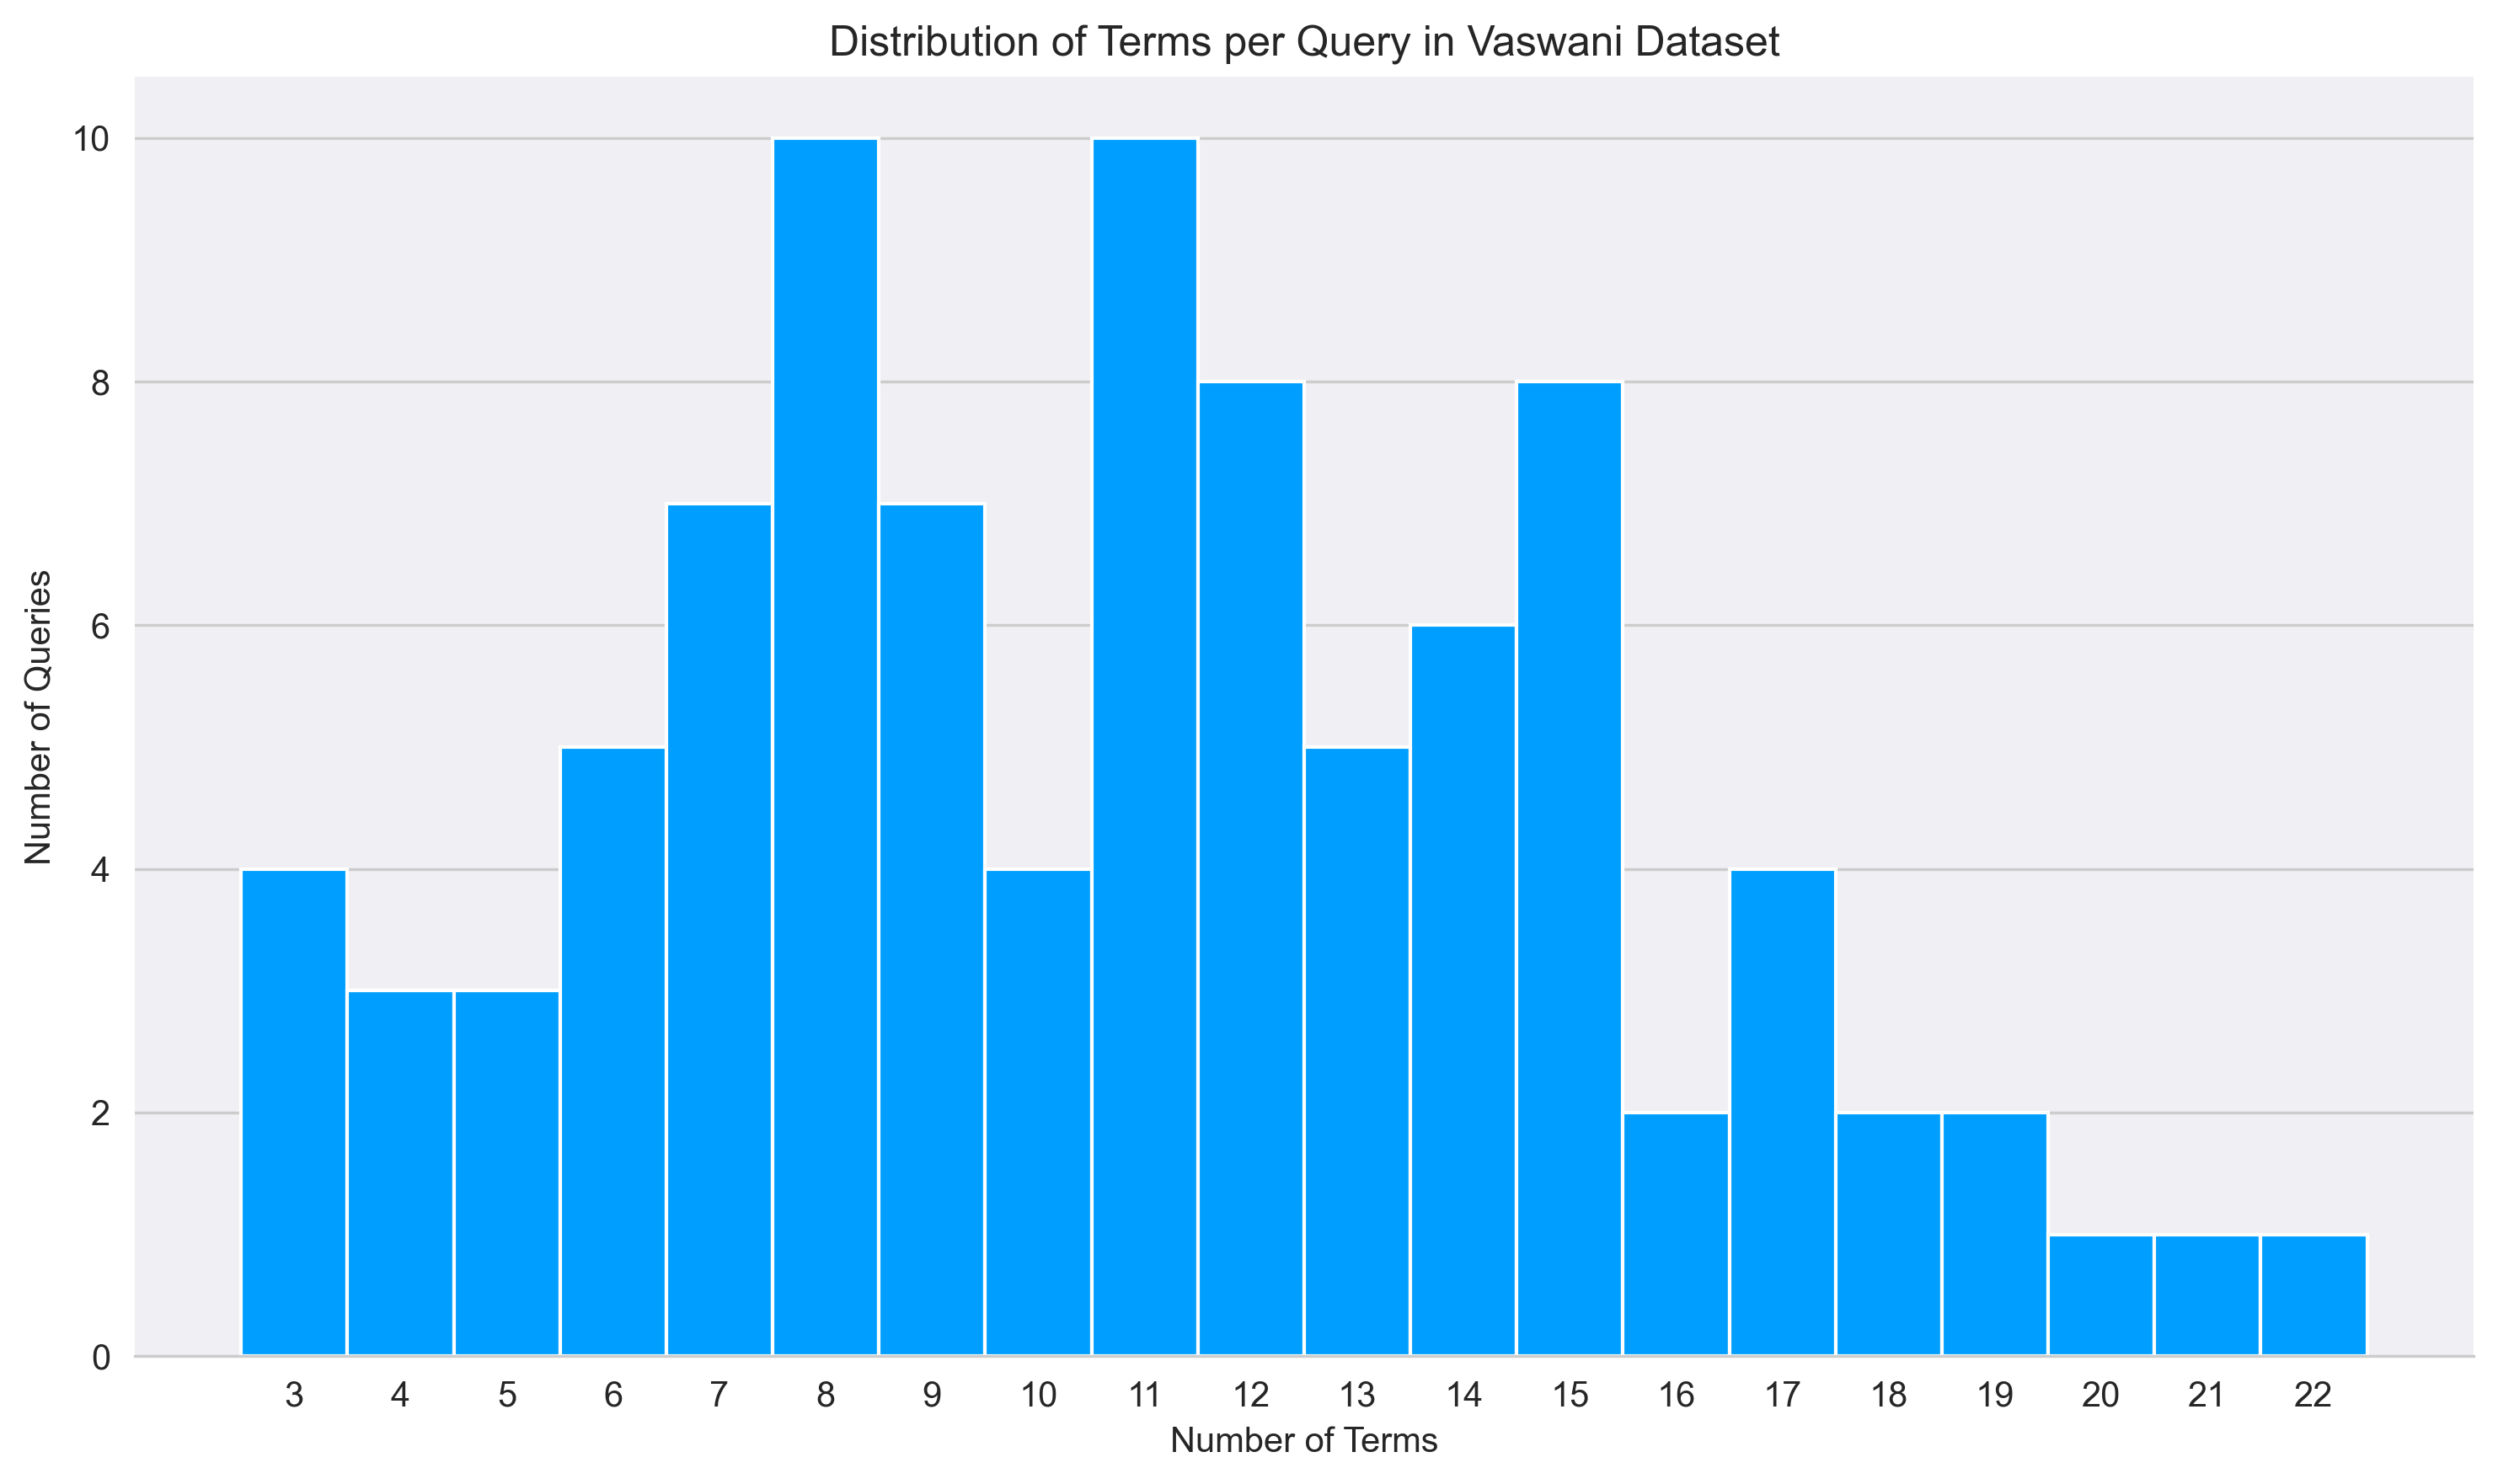 Distribution of Terms per Query in Vaswani Dataset
Number of Queries
10
8
6
4
2
0
3 4 5 6 7 8 9 10 11 12 13 14 15 16 17 18 19 20 21 22
Number of Terms